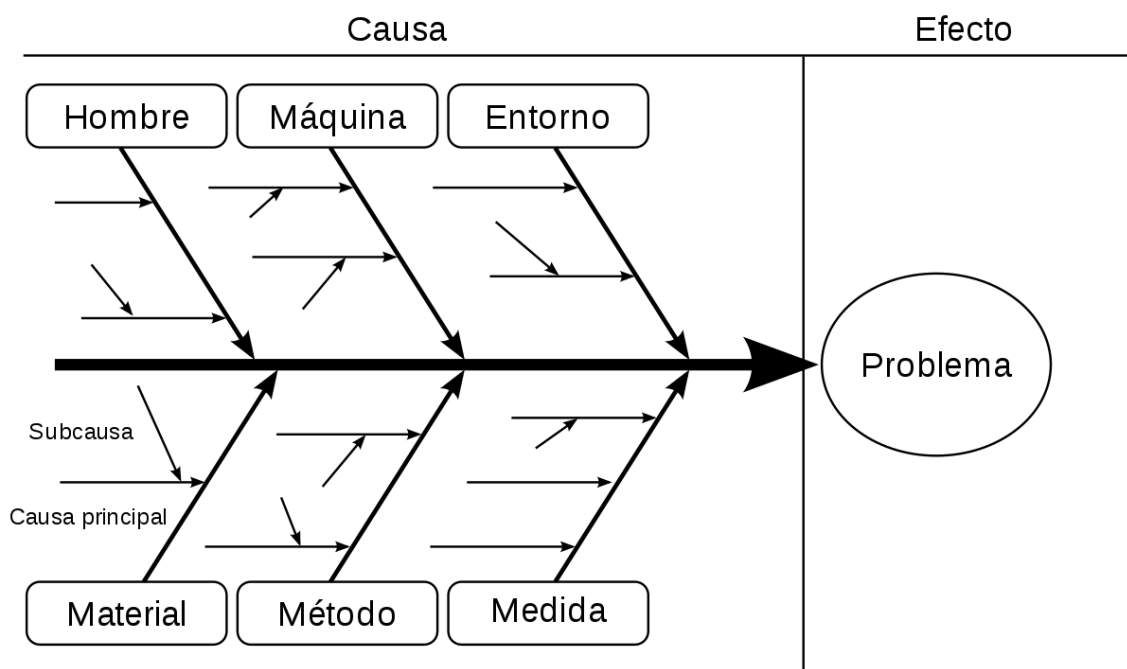 Causa
Efecto
Hombre
Máquina
Entorno
Problema
Subcausa
Causa principal
Material
Método
Medida